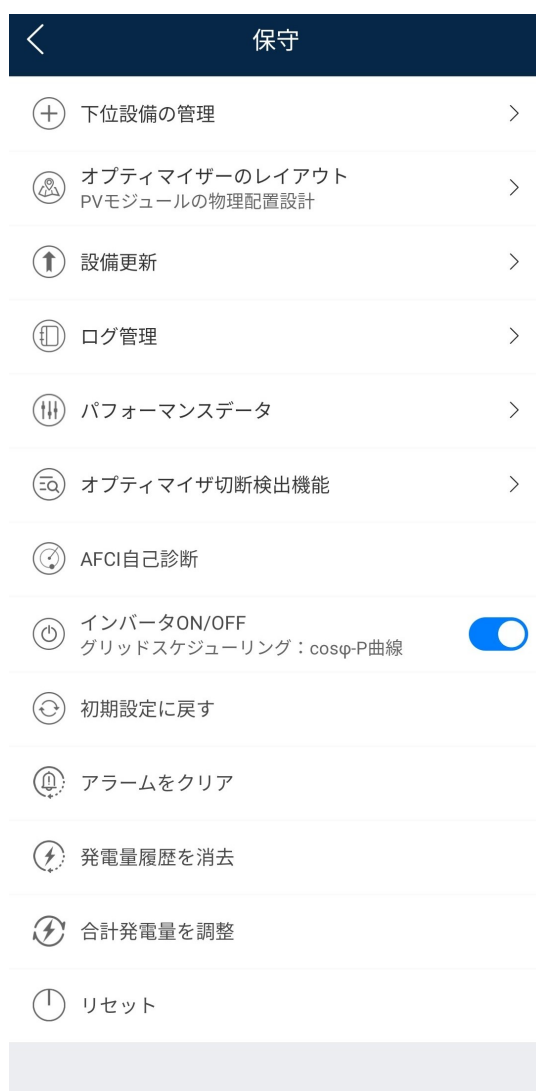 保守
下位設備の管理
オプティマイザーのレイアウト
PVモジュールの物理配置設計
設備更新
ログ管理
パフォーマンスデータ
オプティマイザ切断検出機能
AFCI自己診断
インバータON/OFF
グリッドスケジューリング：cosφ-P曲線
初期設定に戻す
アラームをクリア
発電量履歴を消去
合計発電量を調整
リセット